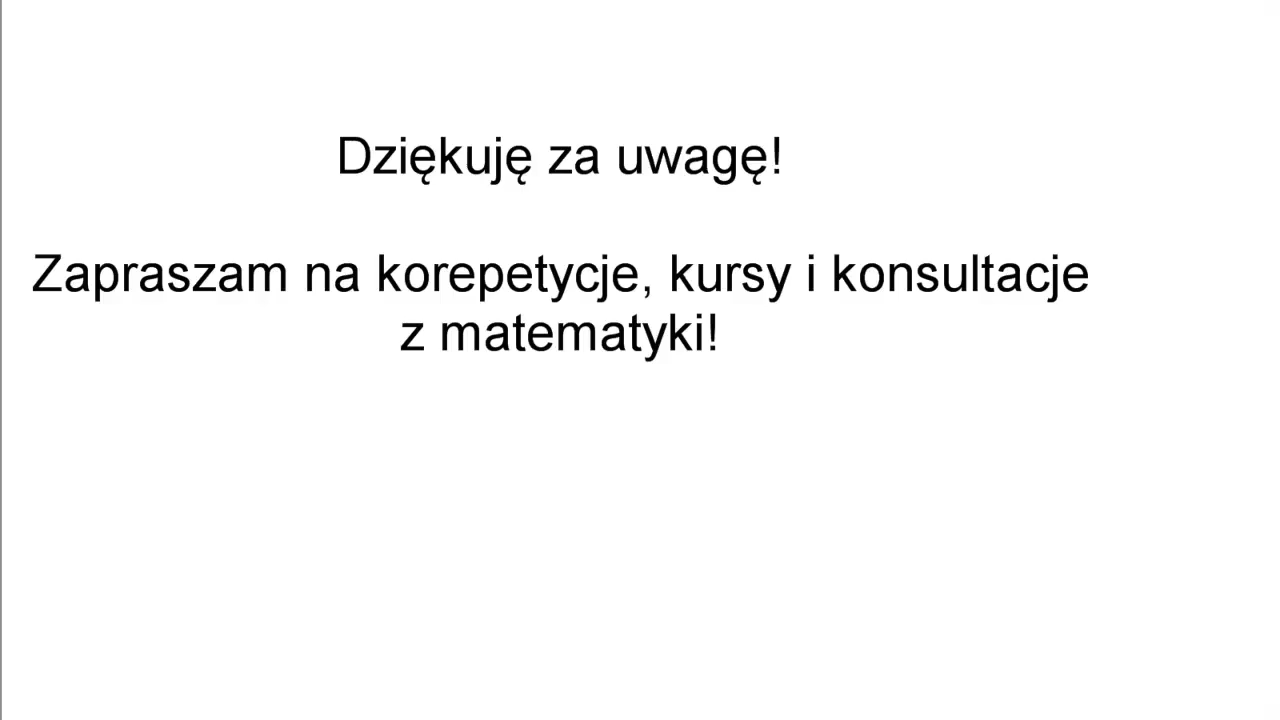 Dziękuję za uwagę!
Zapraszam na korepetycje, kursy i konsultacje
z matematyki!